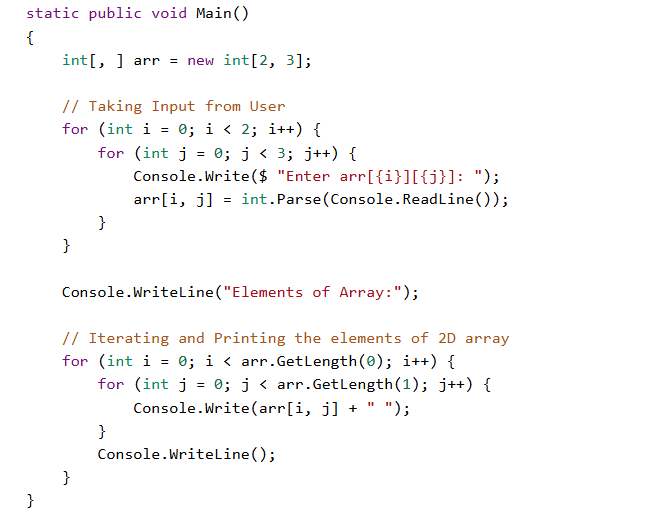 static public void Main()
{
    int[, ] arr = new int[2, 3];

    // Taking Input from User
    for (int i = 0; i < 2; i++) {
        for (int j = 0; j < 3; j++) {
            Console.Write($ "Enter arr[{i}][{j}]: ");
            arr[i, j] = int.Parse(Console.ReadLine());
        }
    }

    Console.WriteLine("Elements of Array:");

    // Iterating and Printing the elements of 2D array
    for (int i = 0; i < arr.GetLength(0); i++) {
        for (int j = 0; j < arr.GetLength(1); j++) {
            Console.Write(arr[i, j] + " ");
        }
        Console.WriteLine();
    }
}